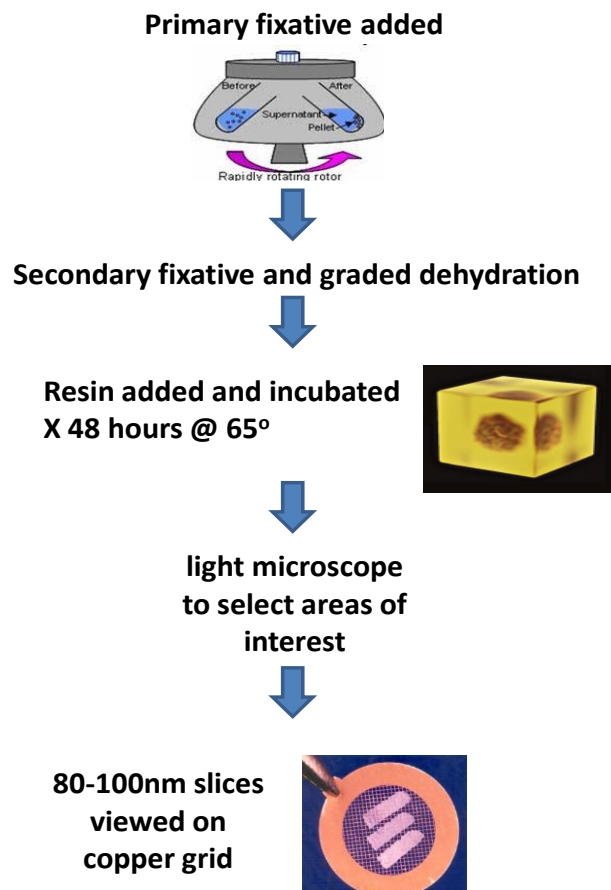 Primary fixative added
Before
After
Supernatant
Pellet
Rapidly rotating rotor
Secondary fixative and graded dehydration
Resin added and incubated
X 48 hours @ 65º
light microscope
to select areas of
interest
80-100nm slices
viewed on
copper grid